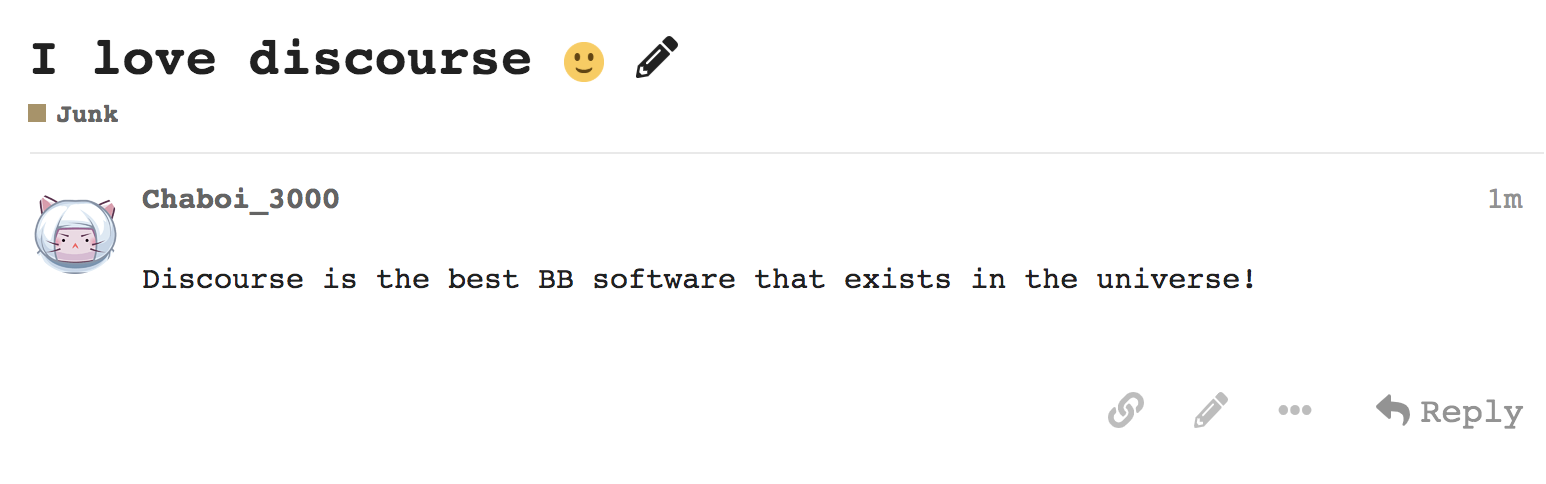 I love discourse
Junk
Chaboi_3000
1m
Discourse is the best BB software that exists in the universe!
Reply